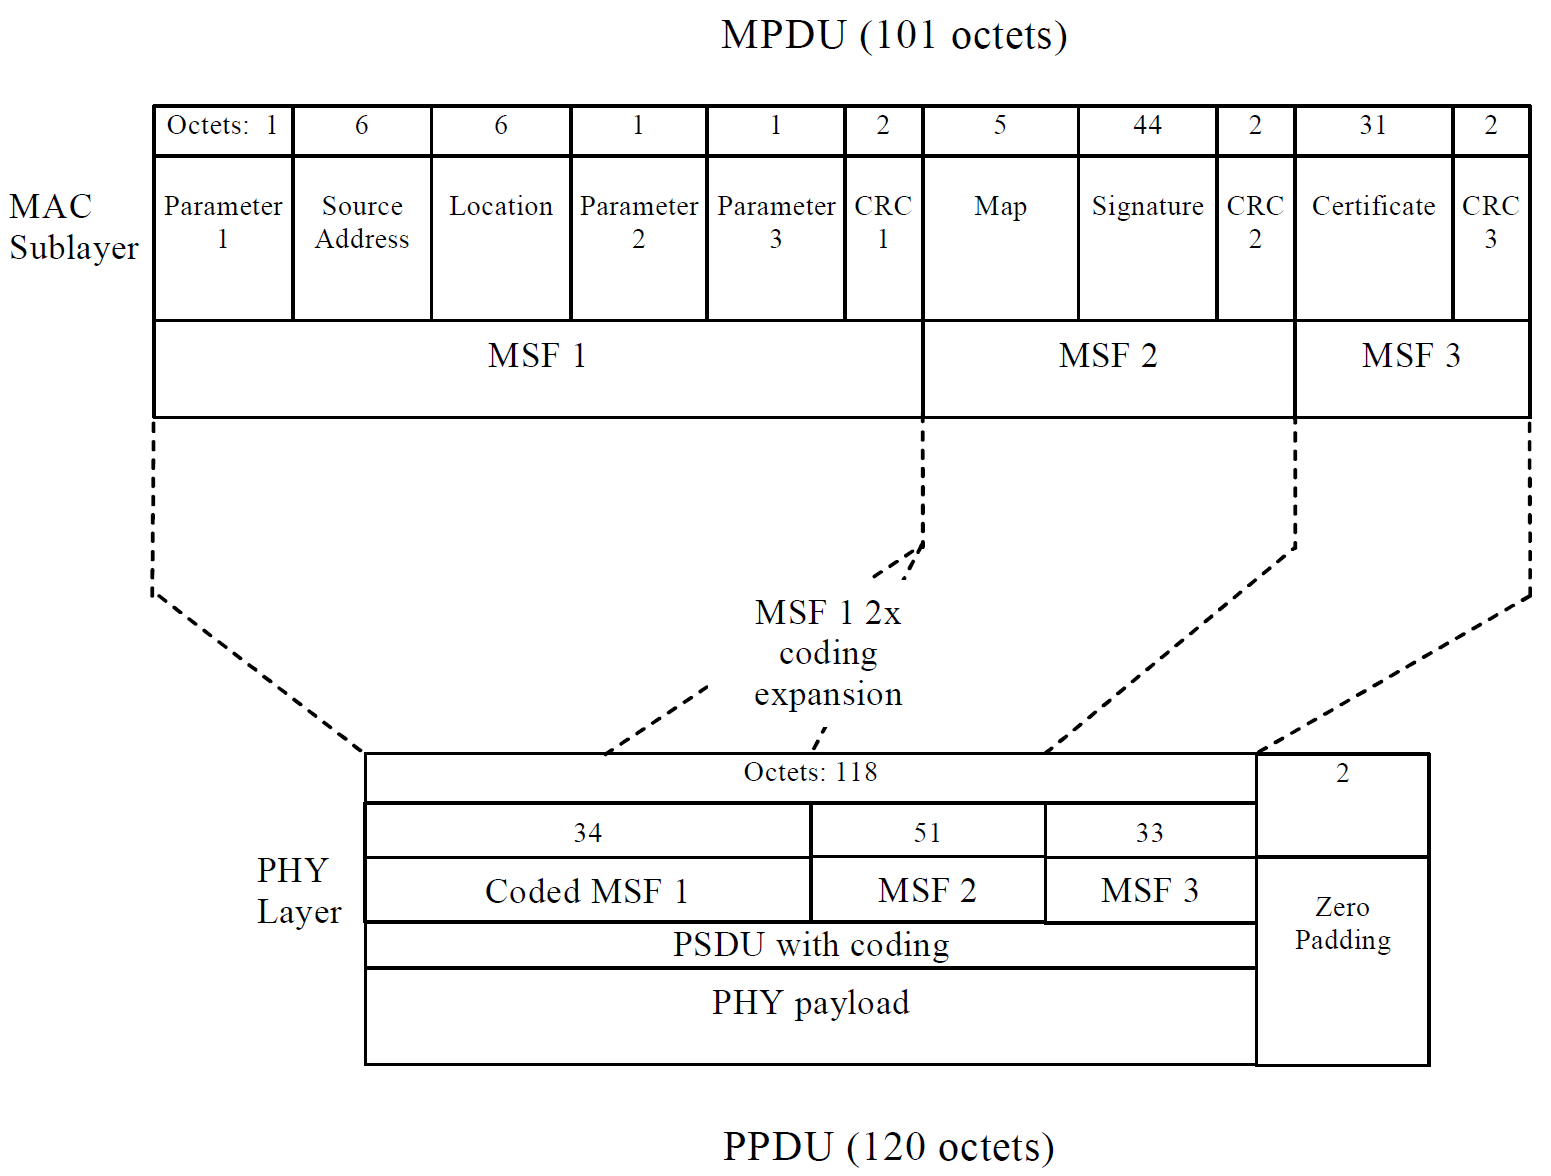 MPDU (101 octets)
Octets: 1 6 6 1 1 2 5 44 2 31 2
MAC
Sublayer
Parameter
1
Source
Address
Location
Parameter
2
Parameter
3
CRC
1
Map
Signature
CRC
2
Certificate
CRC
3
MSF 1
MSF 2
MSF 3
MSF 1 2x
coding
expansion
Octets: 118
2
34
51
33
PHY
Layer
Coded MSF 1
MSF 2
MSF 3
Zero
Padding
PSDU with coding
PHY payload
PPDU (120 octets)